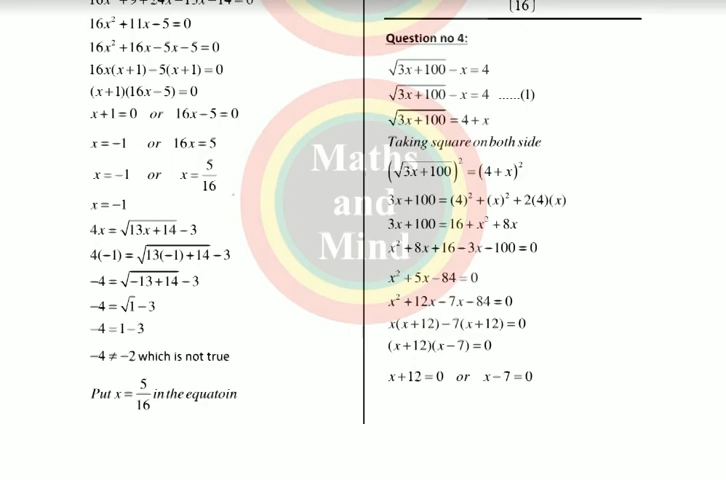 16x² + 11x − 5 = 0
16x² + 16x − 5x − 5 = 0
16x(x + 1) − 5(x + 1) = 0
(x + 1)(16x − 5) = 0
x + 1 = 0 or 16x − 5 = 0
x = −1 or 16x = 5
x = −1 or x = 5/16
x = −1
4x = √(13x + 14) − 3
4(−1) = √(13(−1) + 14) − 3
−4 = √(−13 + 14) − 3
−4 = √1 − 3
−4 = 1 − 3
−4 ≠ −2 which is not true
Put x = 5/16 in the equatoin
{16}
Question no 4:
√(3x + 100) − x = 4
√(3x + 100) − x = 4 ......(1)
√(3x + 100) = 4 + x
Taking square on both side
(√(3x + 100))² = (4 + x)²
3x + 100 = (4)² + (x)² + 2(4)(x)
3x + 100 = 16 + x² + 8x
x² + 8x + 16 − 3x − 100 = 0
x² + 5x − 84 = 0
x² + 12x − 7x − 84 = 0
x(x + 12) − 7(x + 12) = 0
(x + 12)(x − 7) = 0
x + 12 = 0 or x − 7 = 0
Maths
and
Mind